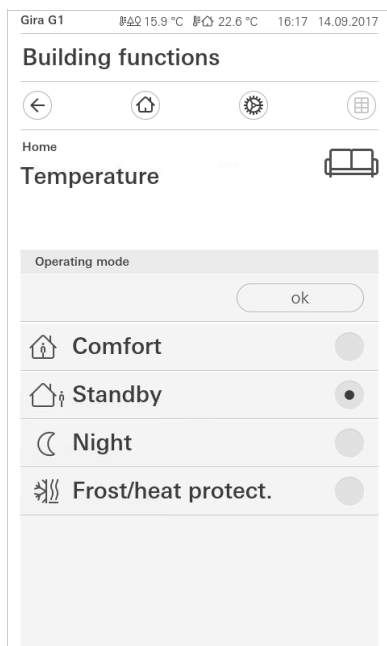 Gira G1 15.9 °C 22.6 °C 16:17 14.09.2017
Building functions
Home
Temperature
Operating mode
ok
Comfort
Standby
Night
Frost/heat protect.